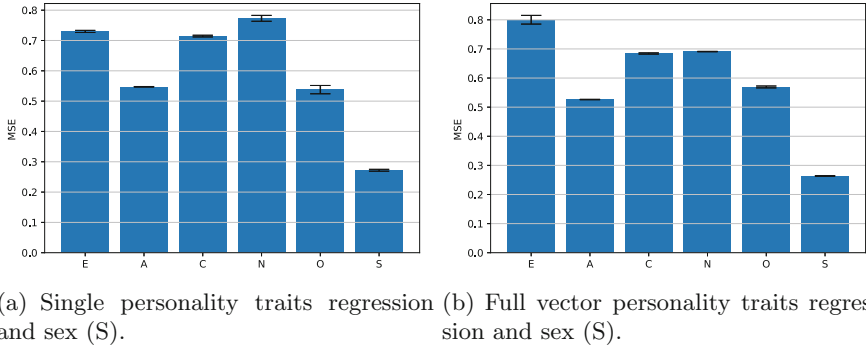 0.8
0.7
0.6
0.5
0.4
0.3
0.2
0.1
0.0
MSE
E A C N O S
0.8
0.7
0.6
0.5
0.4
0.3
0.2
0.1
0.0
MSE
E A C N O S
(a) Single personality traits regression
and sex (S).
(b) Full vector personality traits regres
sion and sex (S).